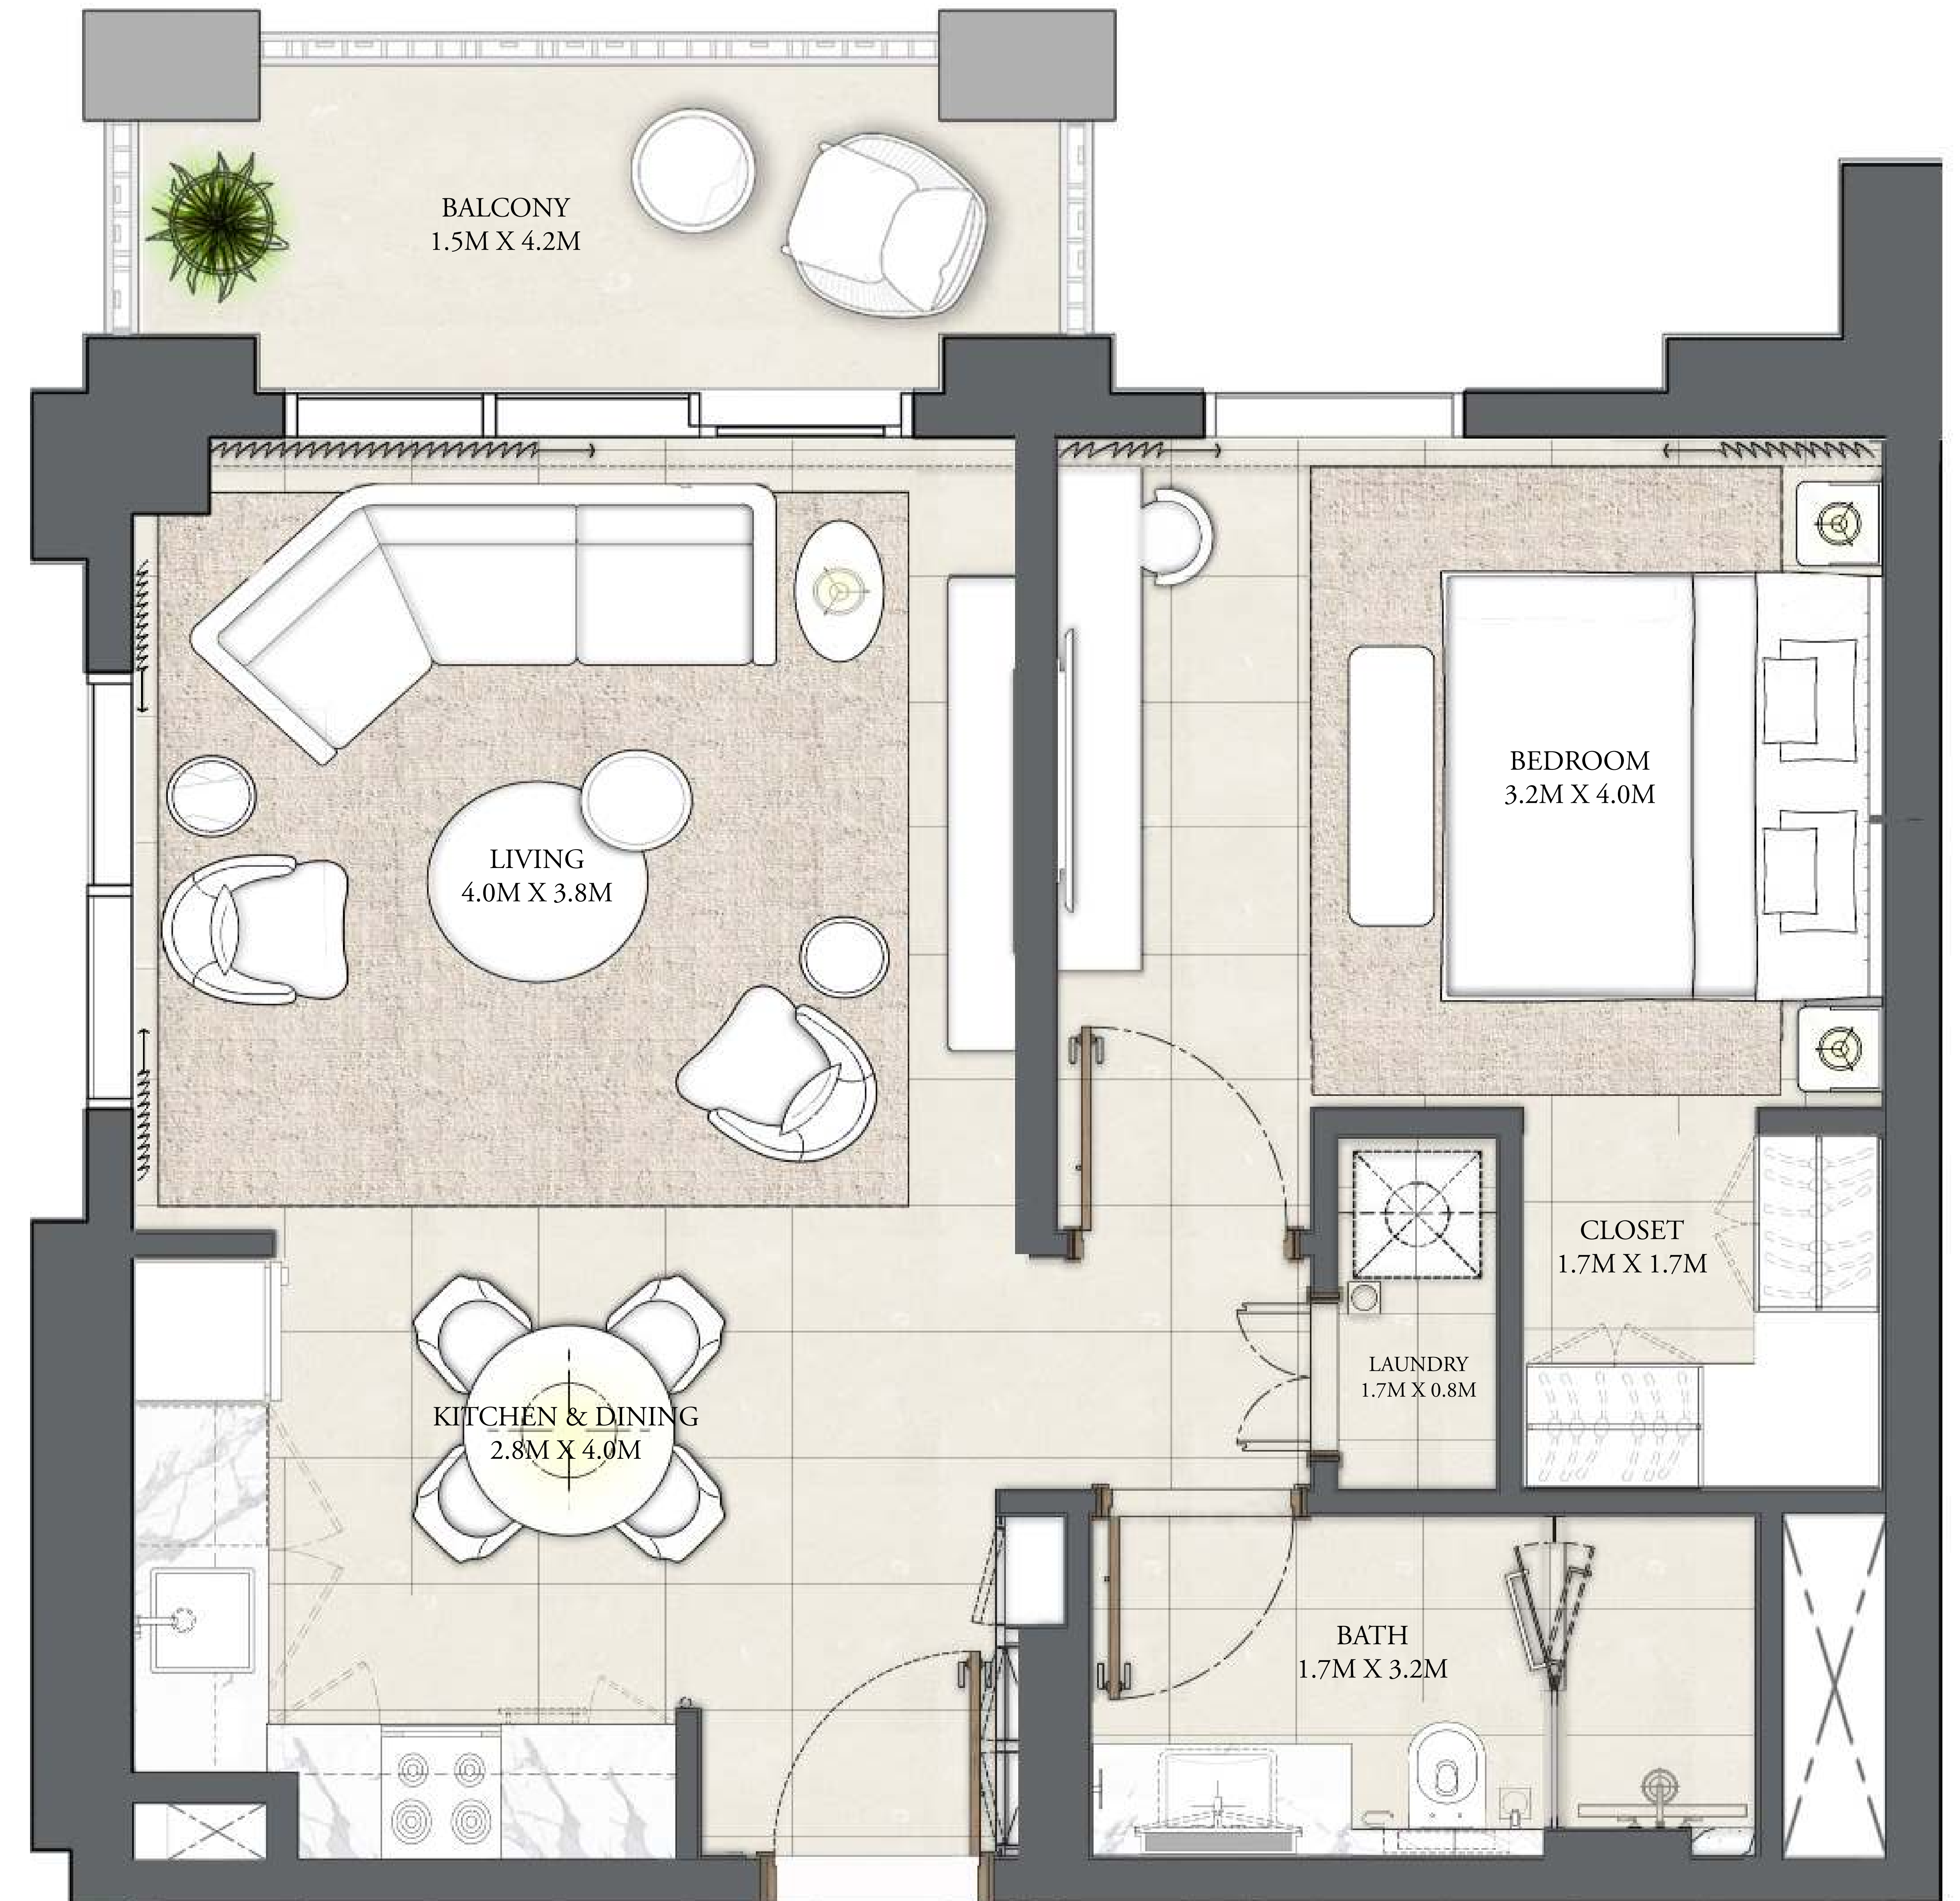 BALCONY
1.5M X 4.2M
BEDROOM
3.2M X 4.0M
LIVING
4.0M X 3.8M
CLOSET
1.7M X 1.7M
LAUNDRY
1.7M X 0.8M
KITCHEN & DINING
2.8M X 4.0M
BATH
1.7M X 3.2M